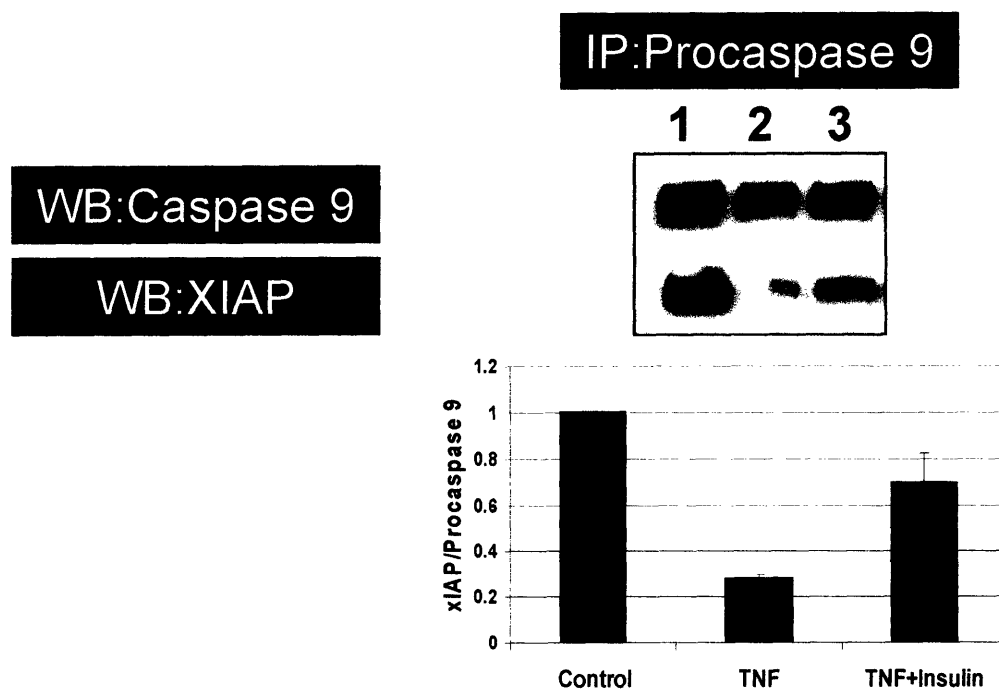 IP:Procaspase 9
1 2 3
WB:Caspase 9
WB:XIAP
xIAP/Procaspase 9
1.2
1
0.8
0.6
0.4
0.2
0
Control TNF TNF+Insulin